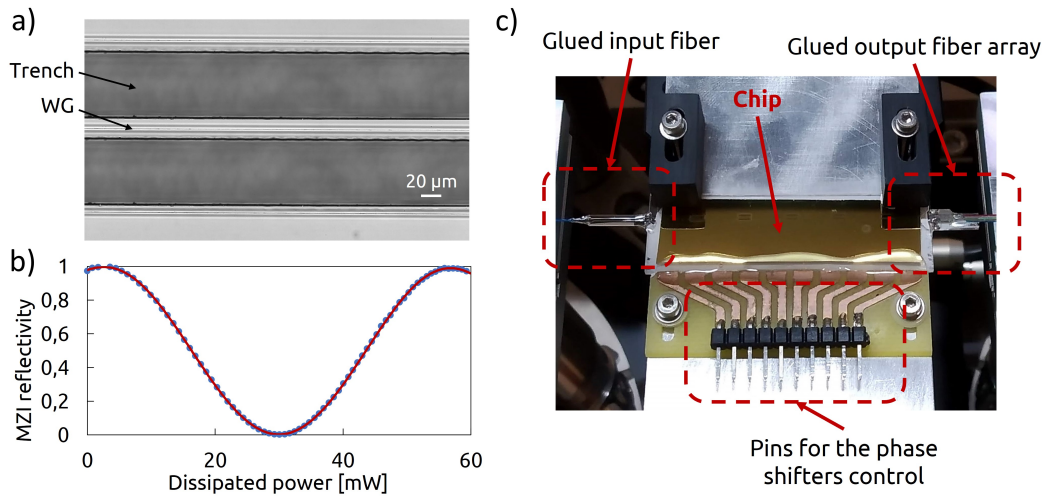 a)
Trench
WG
20 µm
b)
MZI reflectivity
1
0,8
0,6
0,4
0,2
0
0
20
40
60
Dissipated power [mW]
c)
Glued input fiber
Glued output fiber array
Chip
Pins for the phase
shifters control